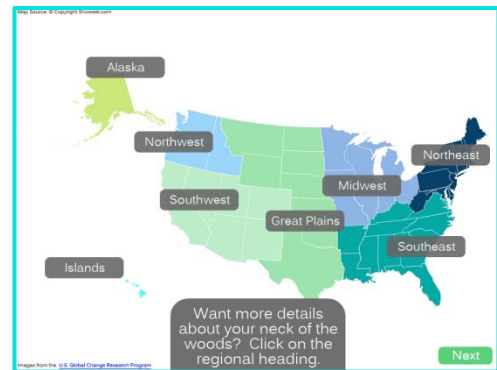 Map Source: © Copyright Showeet.com
Alaska
Northwest
Northeast
Midwest
Southwest
Great Plains
Southeast
Islands
Want more details
about your neck of the
woods? Click on the
regional heading.
Next
Images from the U.S. Global Change Research Program